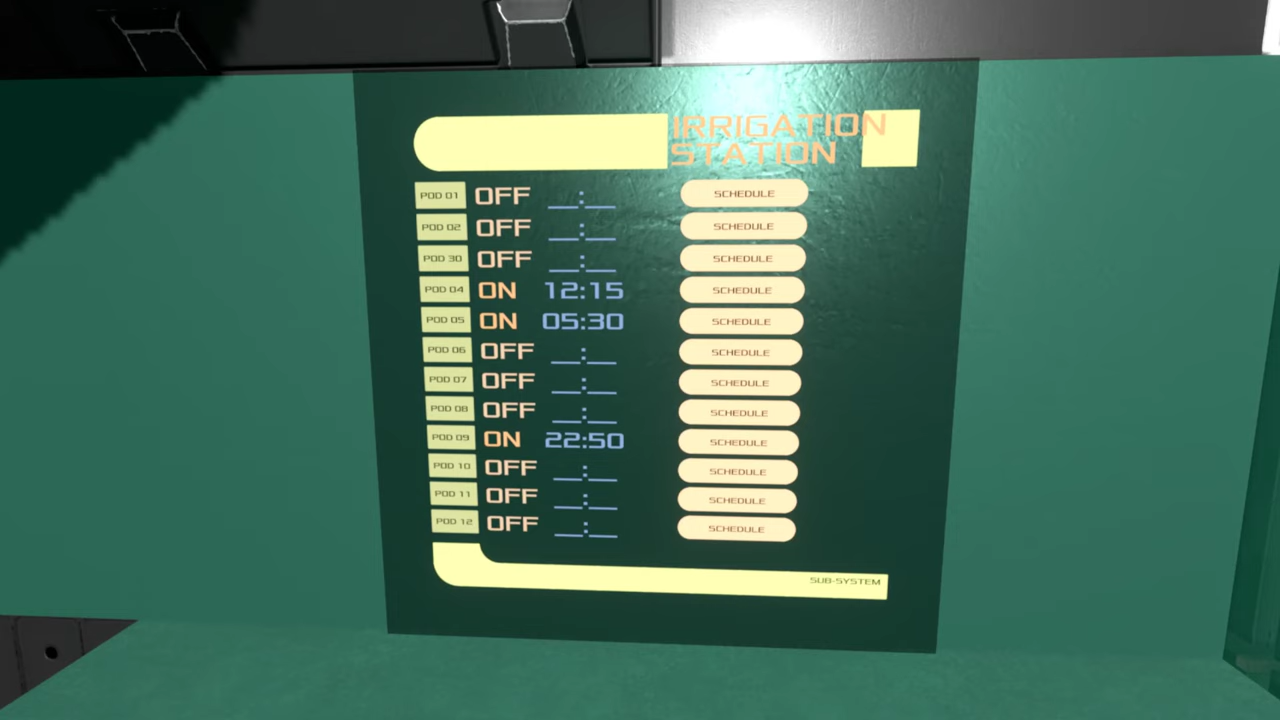 IRRIGATION
STATION
POD 01 OFF __:__ SCHEDULE
POD 02 OFF __:__ SCHEDULE
POD 30 OFF __:__ SCHEDULE
POD 04 ON 12:15 SCHEDULE
POD 05 ON 05:30 SCHEDULE
POD 06 OFF __:__ SCHEDULE
POD 07 OFF __:__ SCHEDULE
POD 08 OFF __:__ SCHEDULE
POD 09 ON 22:50 SCHEDULE
POD 10 OFF __:__ SCHEDULE
POD 11 OFF __:__ SCHEDULE
POD 12 OFF __:__ SCHEDULE
SUB-SYSTEM